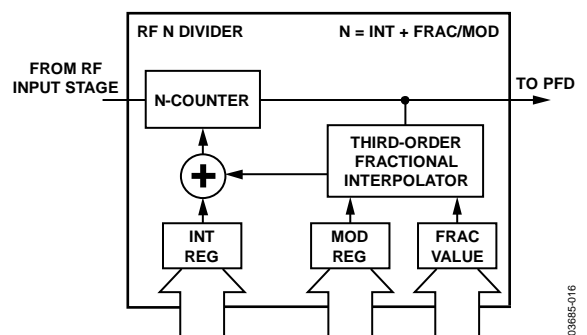 RF N DIVIDER
N = INT + FRAC/MOD
FROM RF
INPUT STAGE
TO PFD
N-COUNTER
THIRD-ORDER
FRACTIONAL
INTERPOLATOR
+
INT
REG
MOD
REG
FRAC
VALUE
03685-016